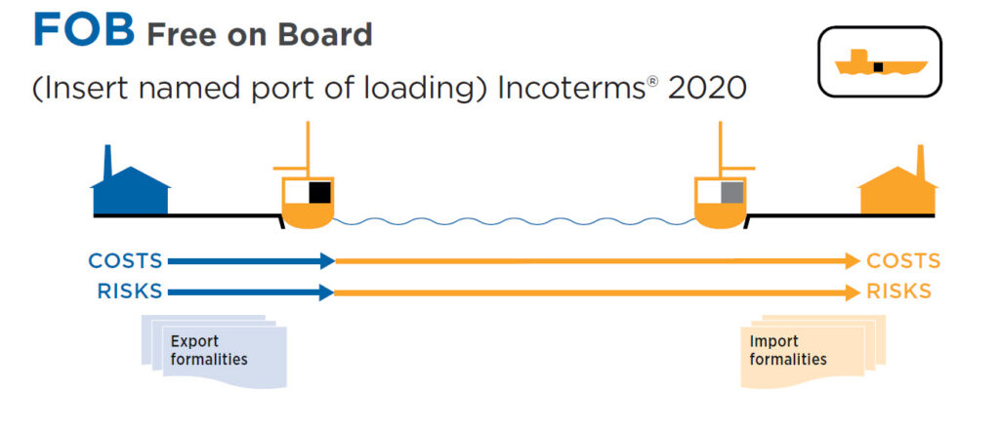 FOB Free on Board
(Insert named port of loading) Incoterms® 2020
COSTS COSTS
RISKS RISKS
Export
formalities
Import
formalities